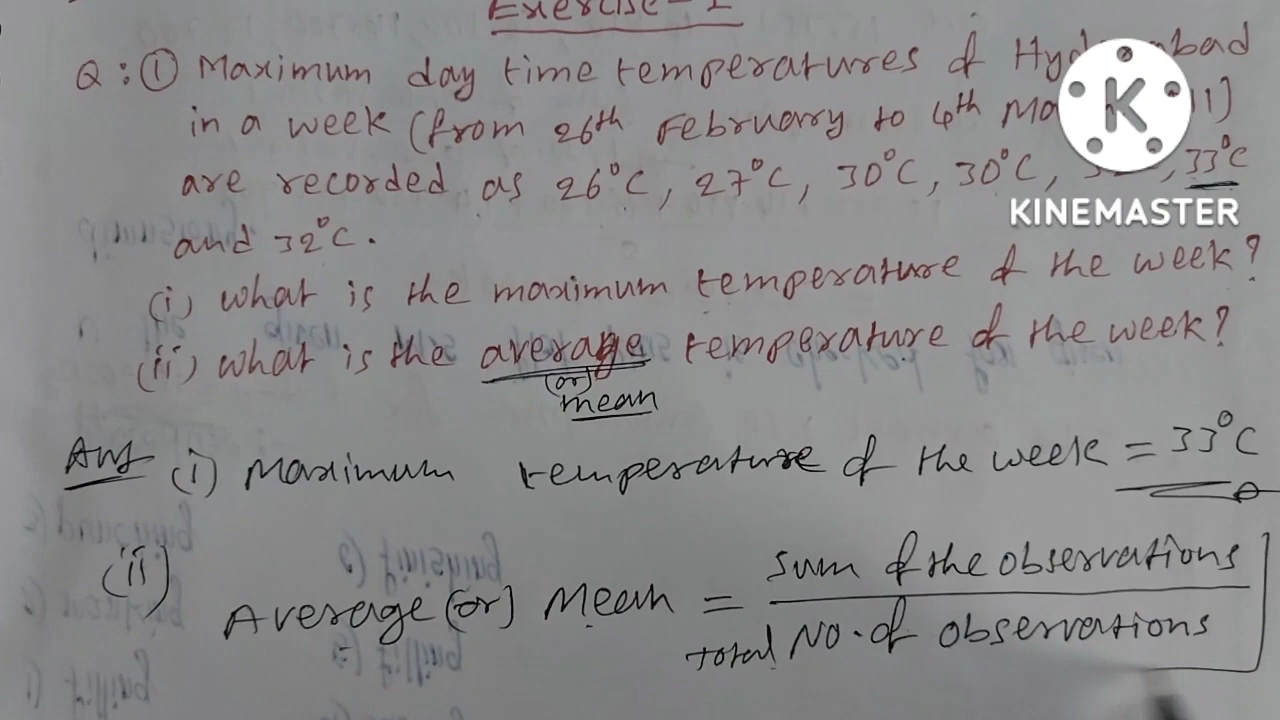 Exercise - 1
Q: ① Maximum day time temperatures of
in a week (from 26th February to 4th
are recorded as 26°C, 27°C, 30°C, 30°C, 33°C
and 32°C.
(i) what is the maximum temperature of the week?
(ii) what is the average temperature of the week?
(or)
mean
K
KINEMASTER
Ans (i) Maximum temperature of the week = 33°C
(ii) Average (or) Mean = sum of the observations
total No. of observations